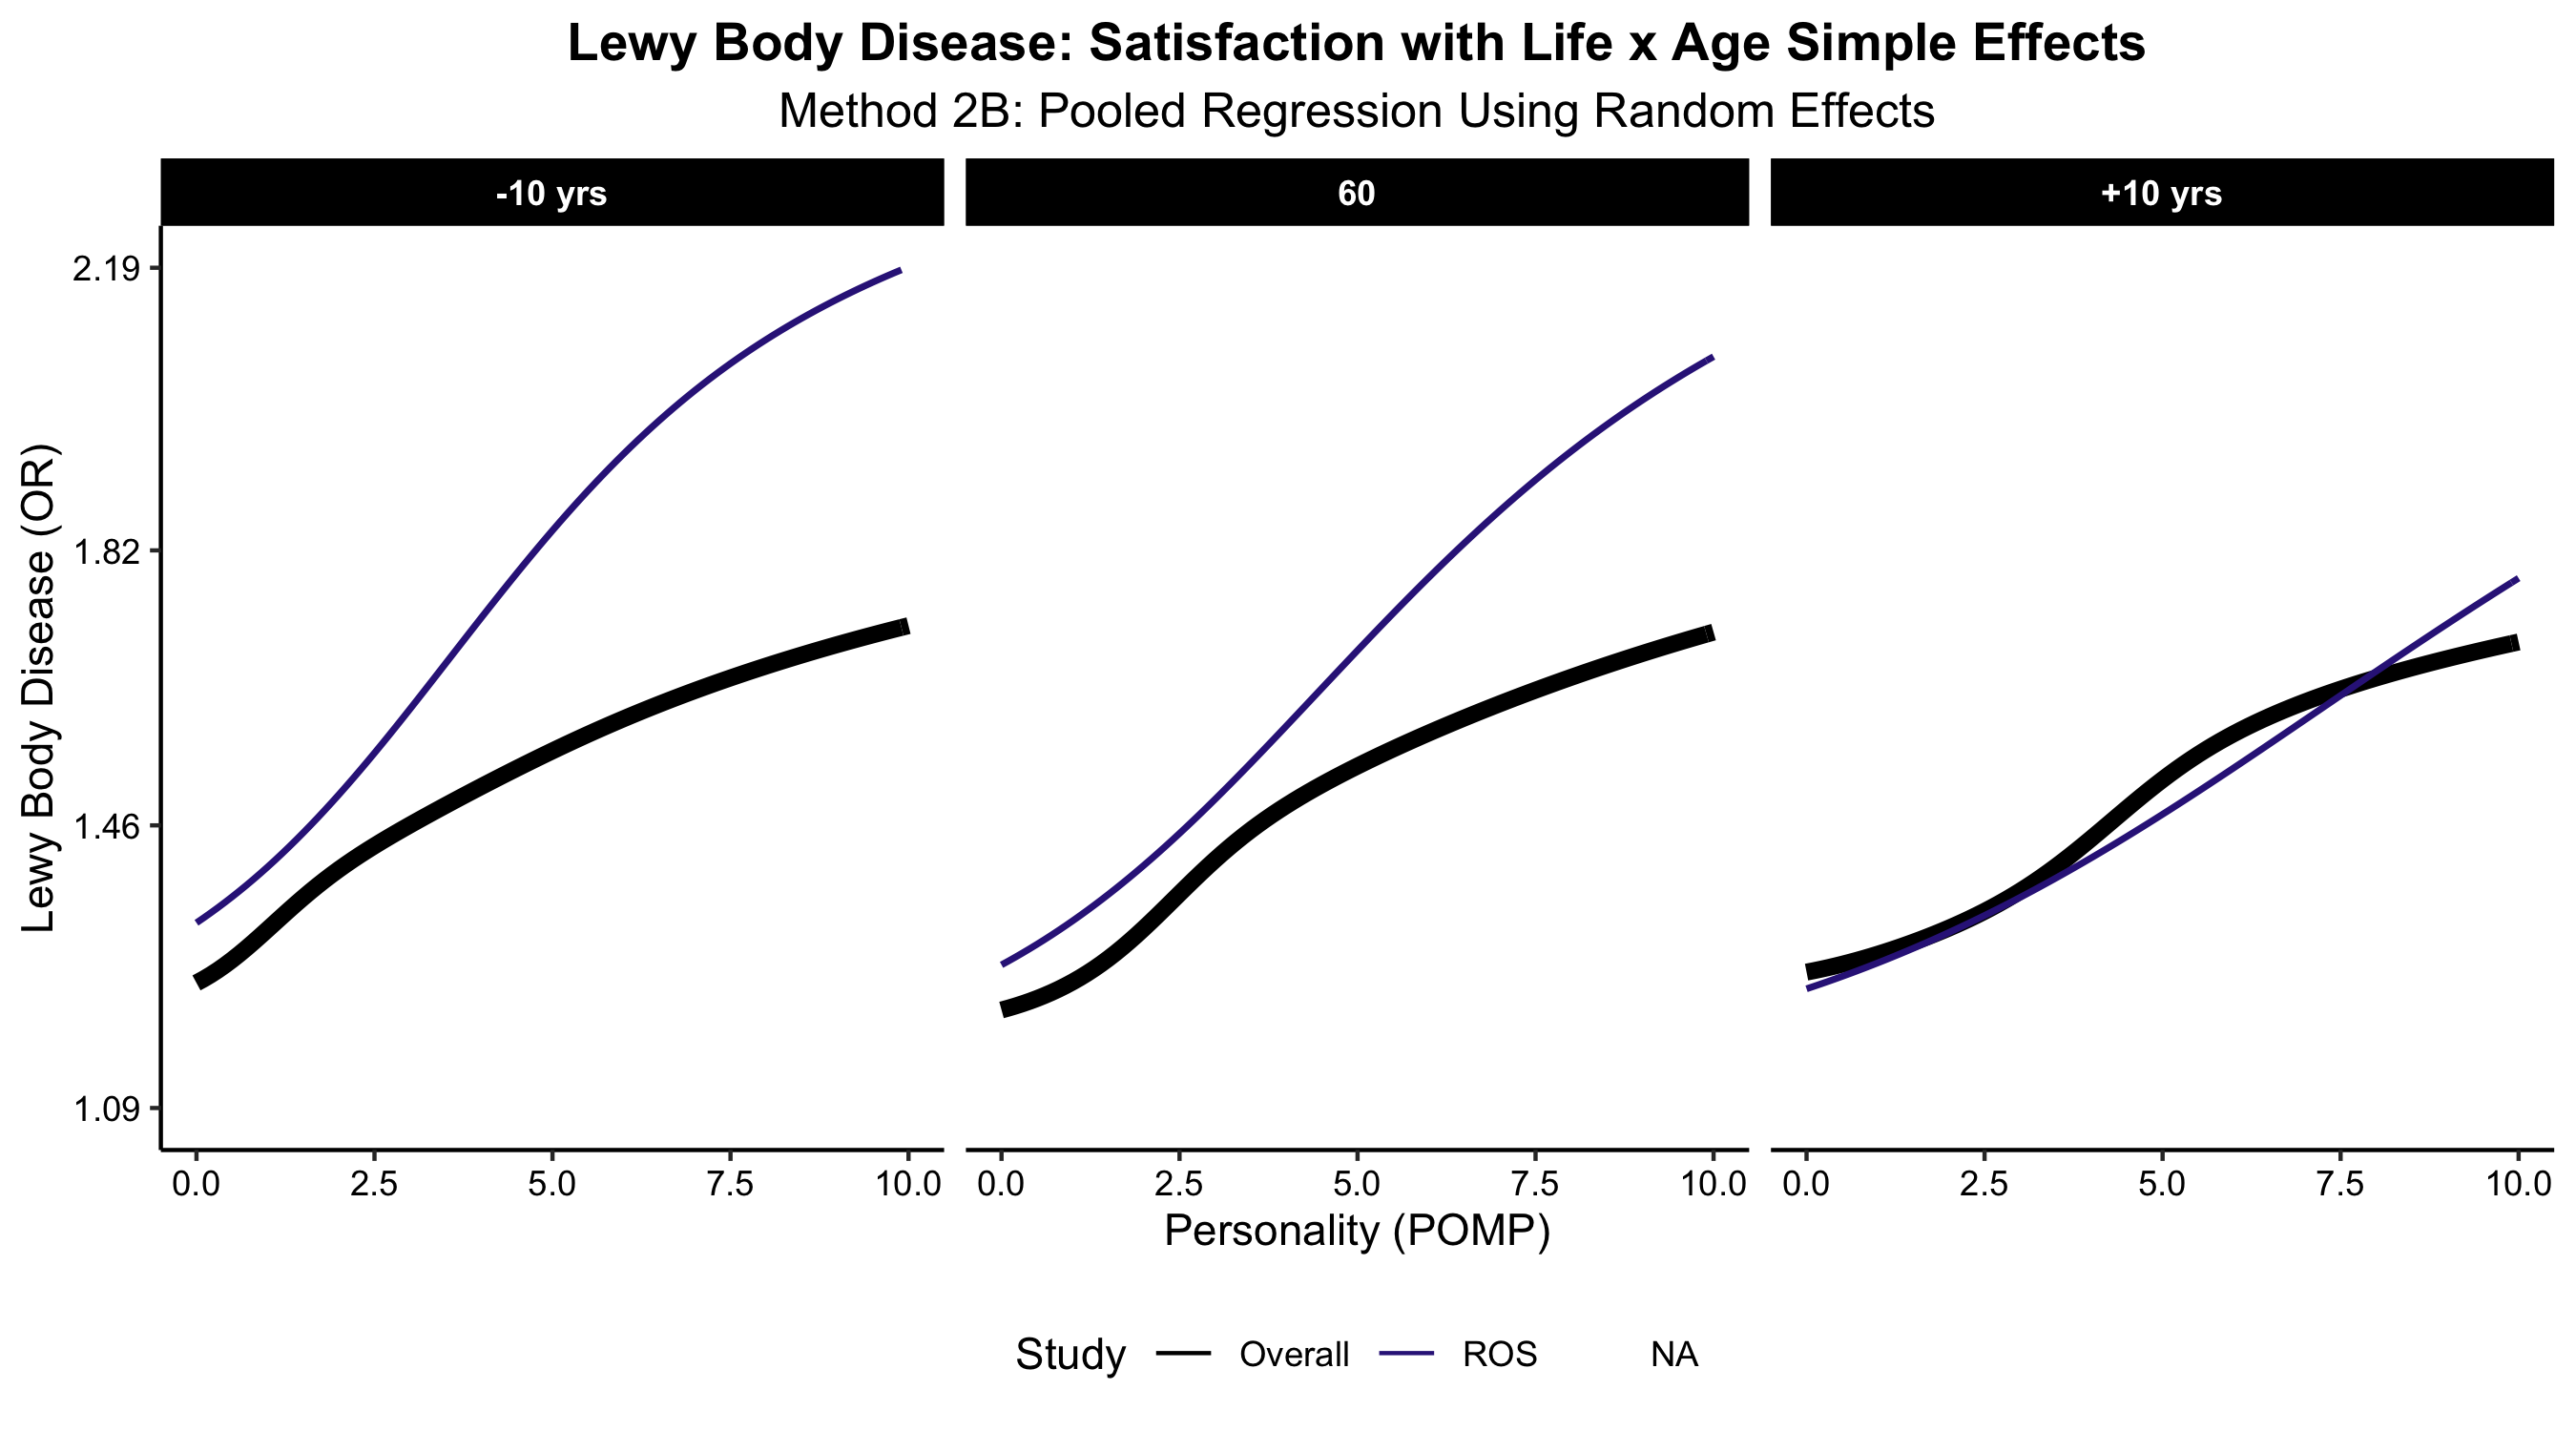 Lewy Body Disease: Satisfaction with Life x Age Simple Effects
Method 2B: Pooled Regression Using Random Effects
-10 yrs
60
+10 yrs
Lewy Body Disease (OR)
2.19
1.82
1.46
1.09
0.0 2.5 5.0 7.5 10.0
0.0 2.5 5.0 7.5 10.0
0.0 2.5 5.0 7.5 10.0
Personality (POMP)
Study Overall ROS NA